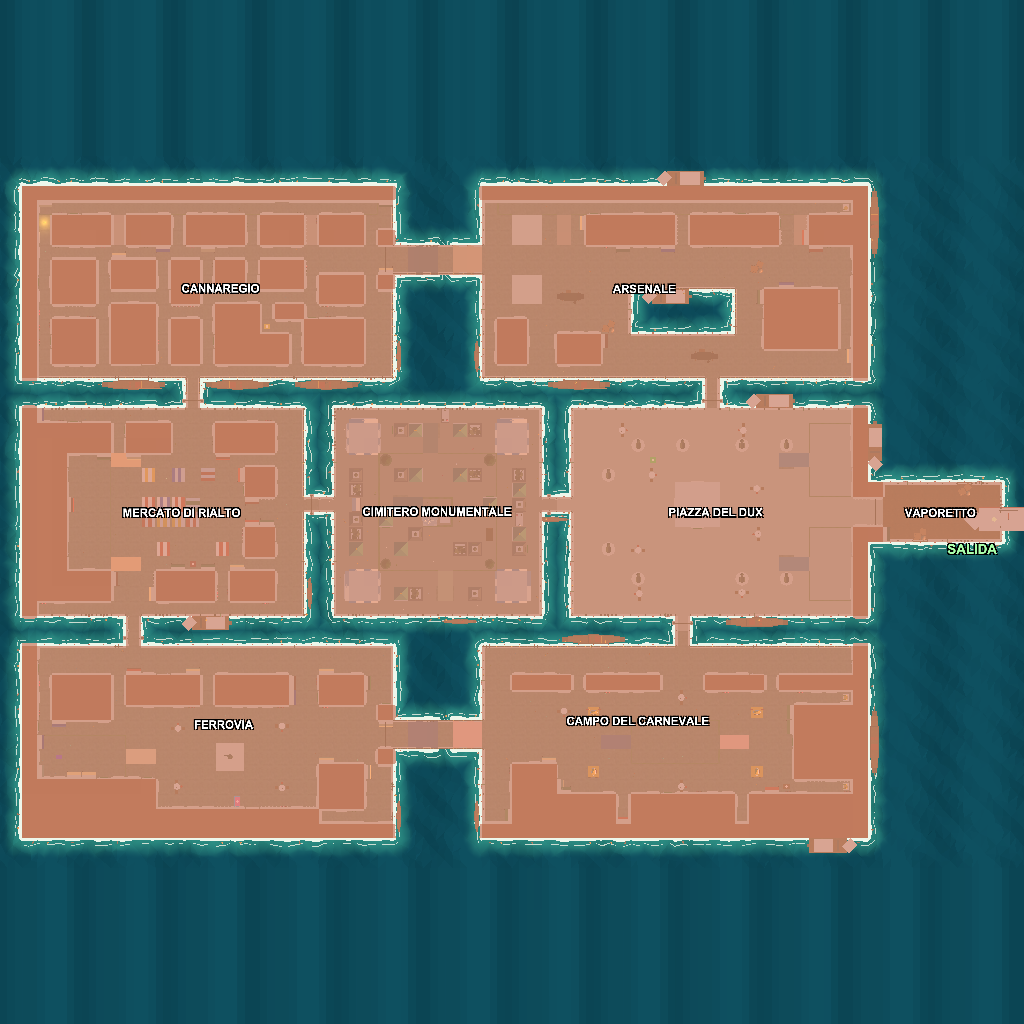 CANNAREGIO
ARSENALE
MERCATO DI RIALTO
CIMITERO MONUMENTALE
PIAZZA DEL DUX
VAPORETTO
SALIDA
FERROVIA
CAMPO DEL CARNEVALE